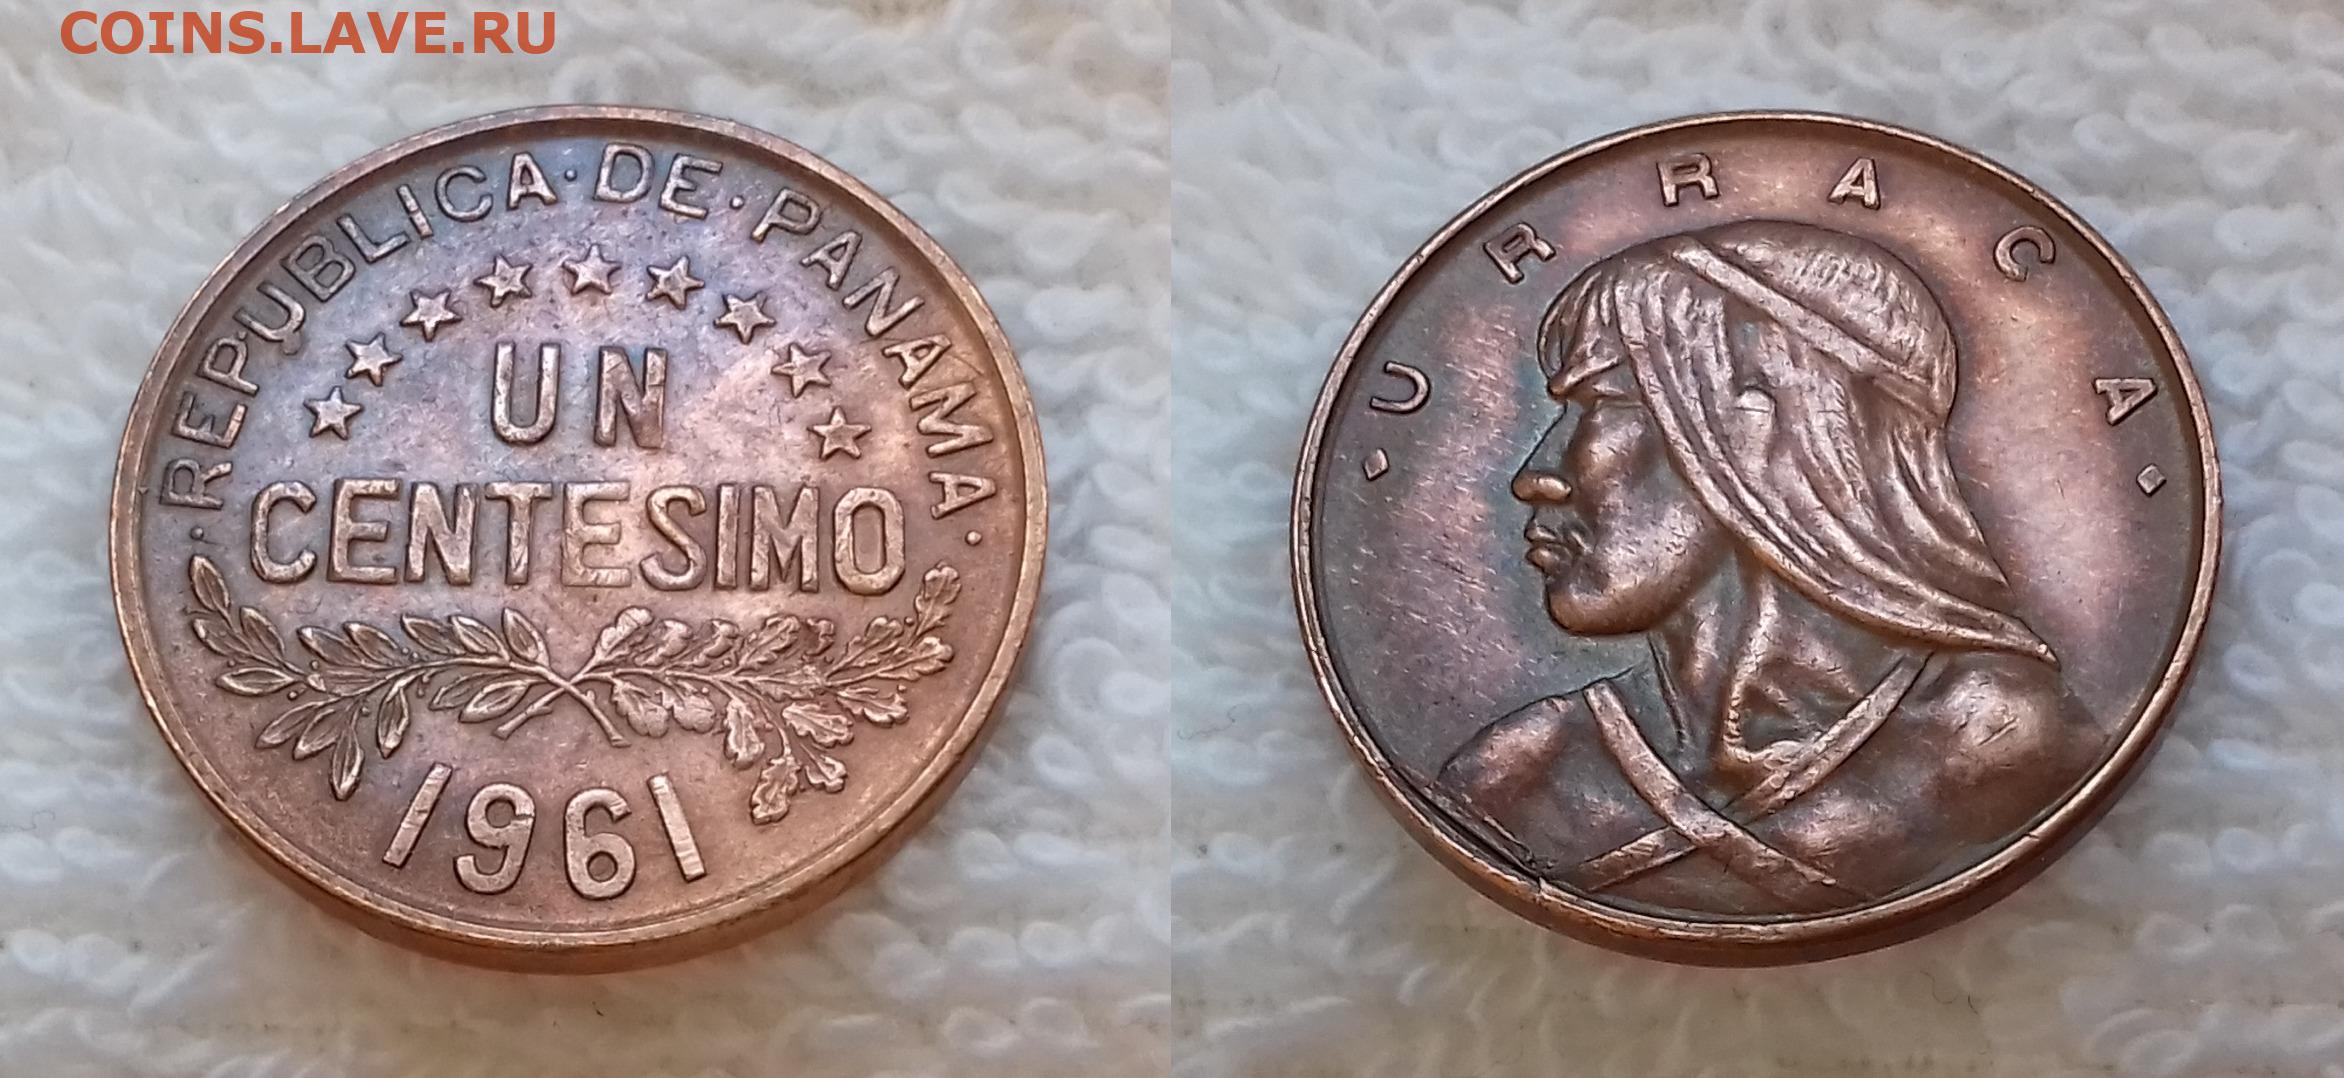 COINS.LAVE.RU
·REPUBLICA·DE·PANAMA·
UN
CENTESIMO
1961
·URRACA·